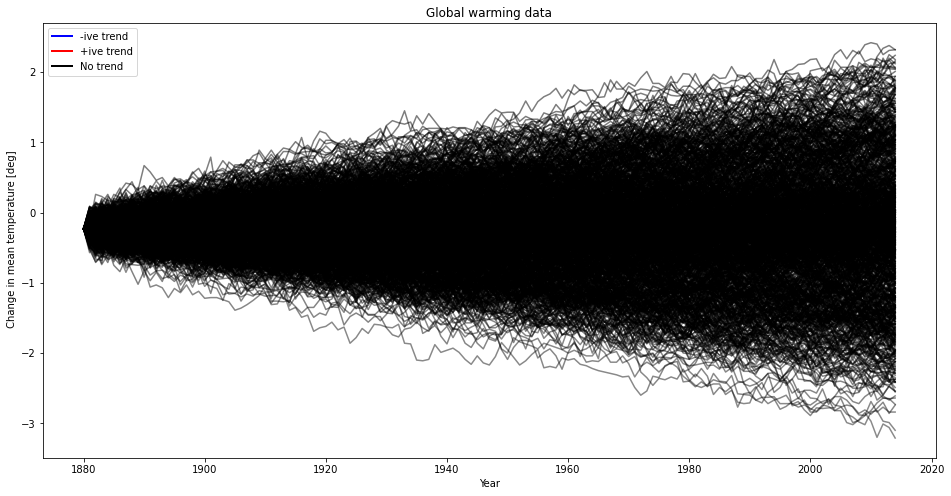 Global warming data
-ive trend
+ive trend
No trend
Change in mean temperature [deg]
2
1
0
−1
−2
−3
1880 1900 1920 1940 1960 1980 2000 2020
Year